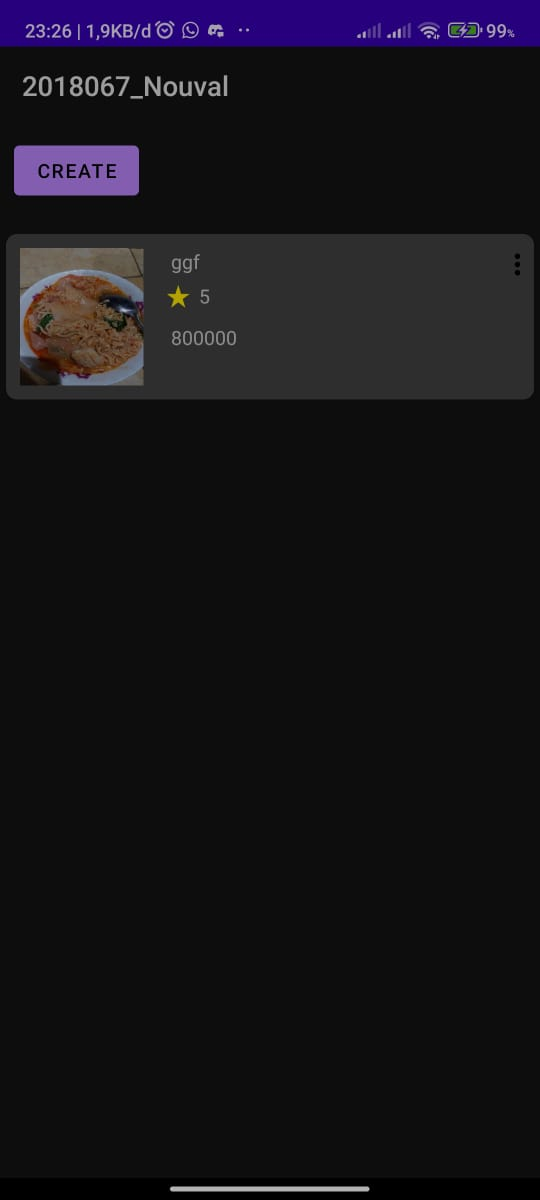 23:26 | 1,9KB/d 99%
2018067_Nouval
CREATE
ggf
5
800000